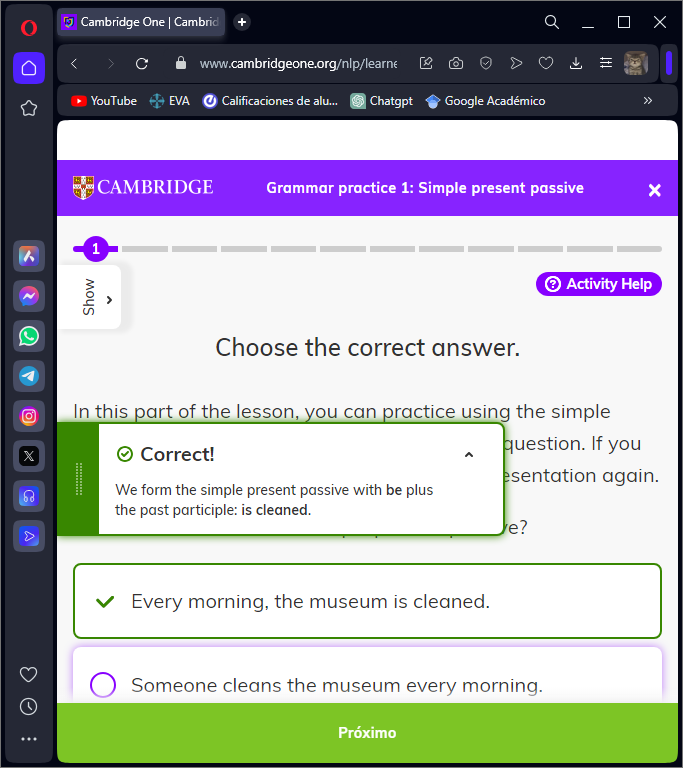 Cambridge One | Cambrid
www.cambridgeone.org/nlp/learne
YouTube
EVA
Calificaciones de alu...
Chatgpt
Google Académico
CAMBRIDGE
Grammar practice 1: Simple present passive
1
Show
Activity Help
Choose the correct answer.
In this part of the lesson, you can practice using the simple
question. If you
esentation again.
ve?
Correct!
We form the simple present passive with be plus
the past participle: is cleaned.
Every morning, the museum is cleaned.
Someone cleans the museum every morning.
Próximo